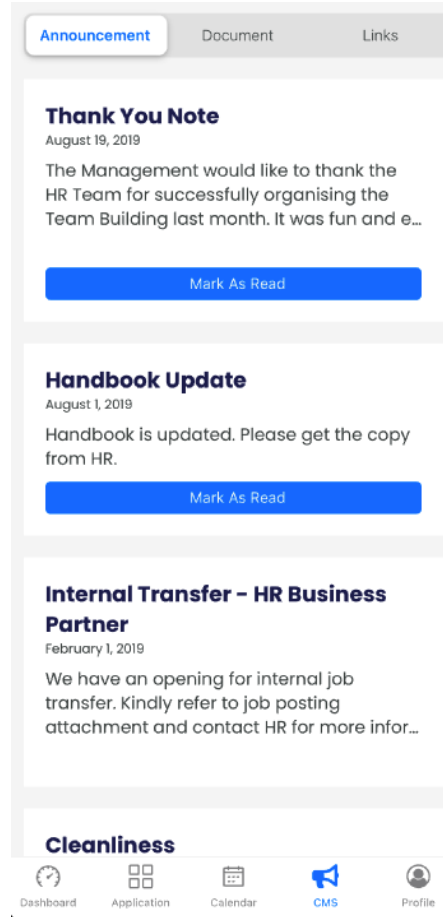 Announcement Document Links
Thank You Note
August 19, 2019
The Management would like to thank the
HR Team for successfully organising the
Team Building last month. It was fun and e...
Mark As Read
Handbook Update
August 1, 2019
Handbook is updated. Please get the copy
from HR.
Mark As Read
Internal Transfer - HR Business
Partner
February 1, 2019
We have an opening for internal job
transfer. Kindly refer to job posting
attachment and contact HR for more infor...
Cleanliness
Dashboard Application Calendar CMS Profile